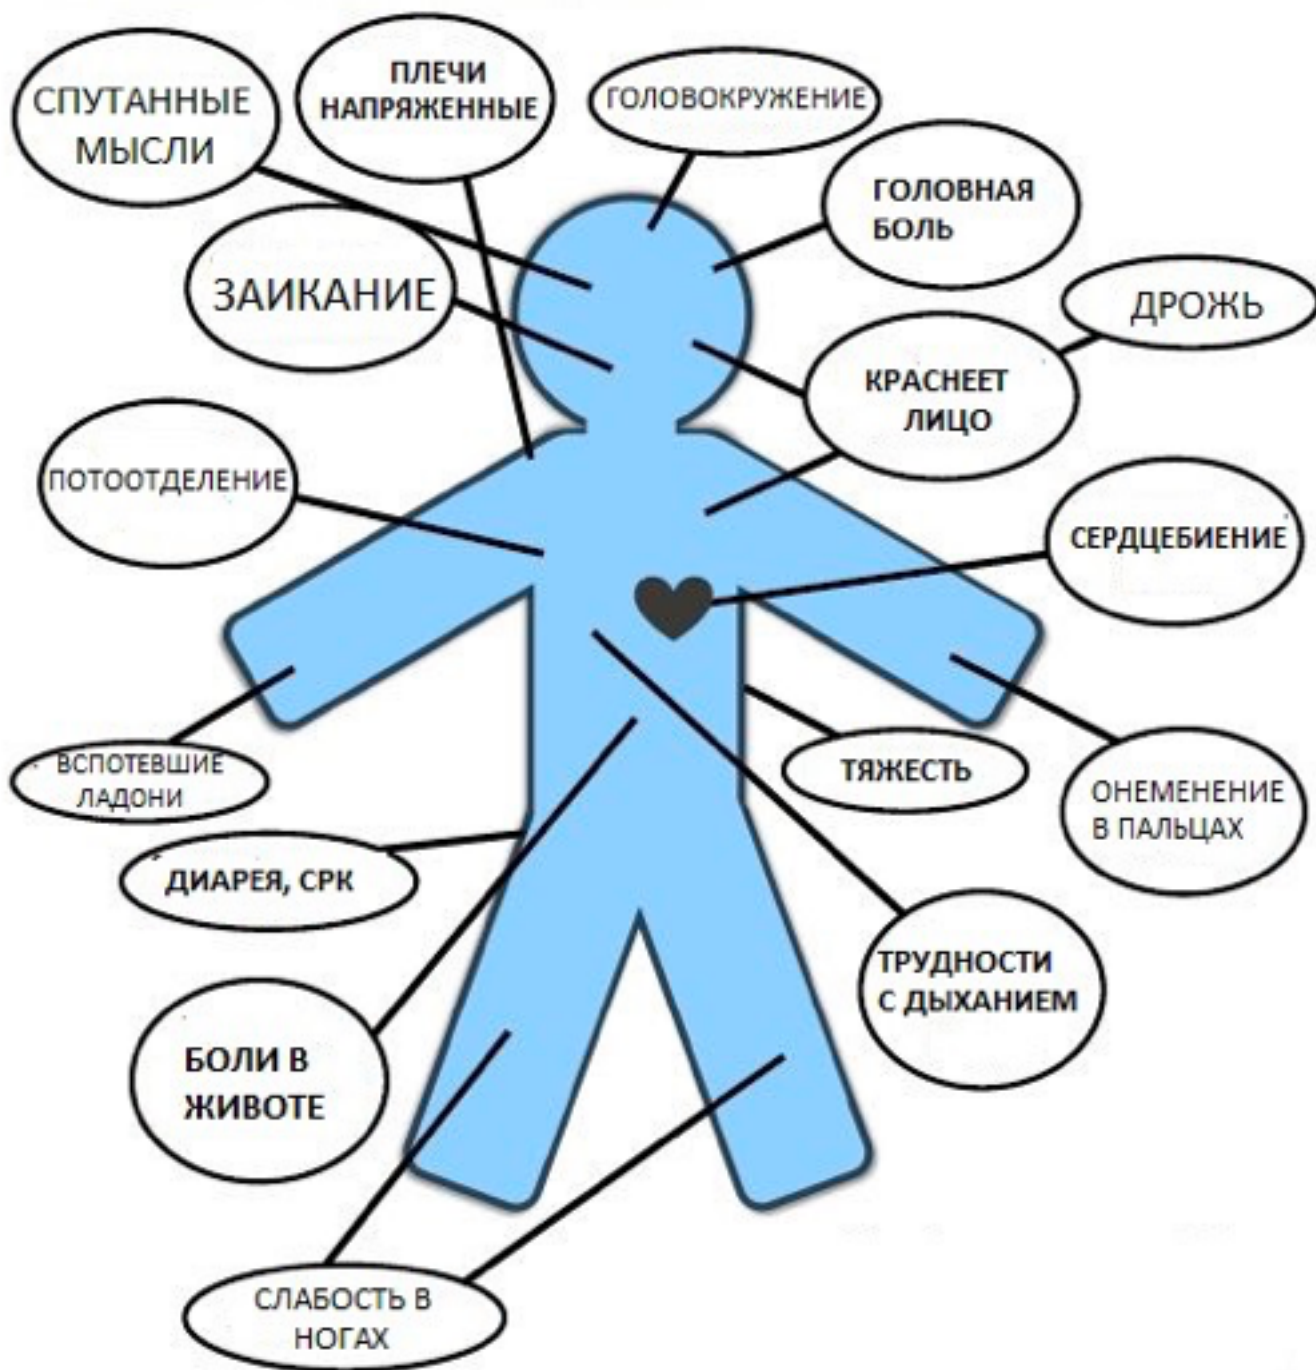 СПУТАННЫЕ
МЫСЛИ
ПЛЕЧИ
НАПРЯЖЕННЫЕ
ГОЛОВОКРУЖЕНИЕ
ГОЛОВНАЯ
БОЛЬ
ЗАИКАНИЕ
ДРОЖЬ
КРАСНЕЕТ
ЛИЦО
ПОТООТДЕЛЕНИЕ
СЕРДЦЕБИЕНИЕ
ВСПОТЕВШИЕ
ЛАДОНИ
ТЯЖЕСТЬ
ОНЕМЕНЕНИЕ
В ПАЛЬЦАХ
ДИАРЕЯ, СРК
ТРУДНОСТИ
С ДЫХАНИЕМ
БОЛИ В
ЖИВОТЕ
СЛАБОСТЬ В
НОГАХ